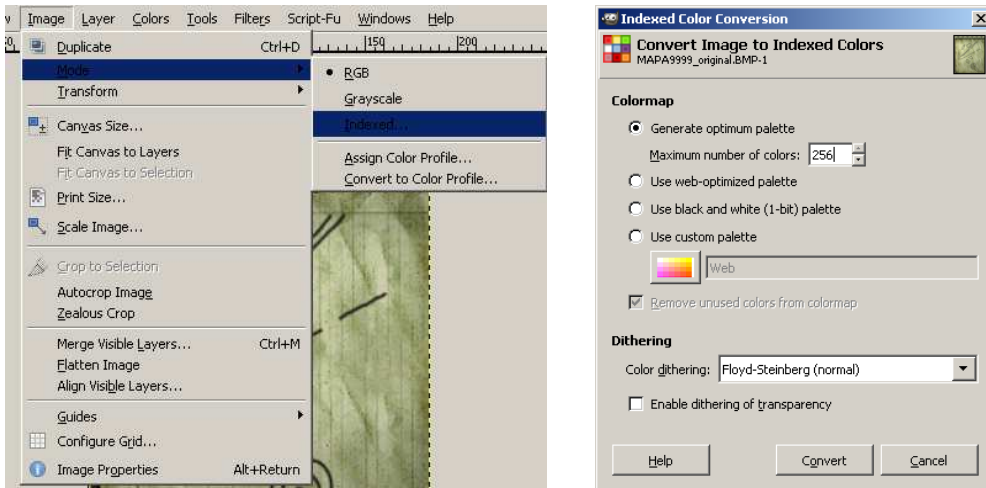 Image Layer Colors Tools Filters Script-Fu Windows Help
150 200
Duplicate Ctrl+D
Mode
Transform
Canvas Size...
Fit Canvas to Layers
Fit Canvas to Selection
Print Size...
Scale Image...
Crop to Selection
Autocrop Image
Zealous Crop
Merge Visible Layers... Ctrl+M
Flatten Image
Align Visible Layers...
Guides
Configure Grid...
Image Properties Alt+Return
RGB
Grayscale
Indexed...
Assign Color Profile...
Convert to Color Profile...
Indexed Color Conversion
Convert Image to Indexed Colors
MAPA9999_original.BMP-1
Colormap
Generate optimum palette
Maximum number of colors: 256
Use web-optimized palette
Use black and white (1-bit) palette
Use custom palette
Web
Remove unused colors from colormap
Dithering
Color dithering: Floyd-Steinberg (normal)
Enable dithering of transparency
Help Convert Cancel